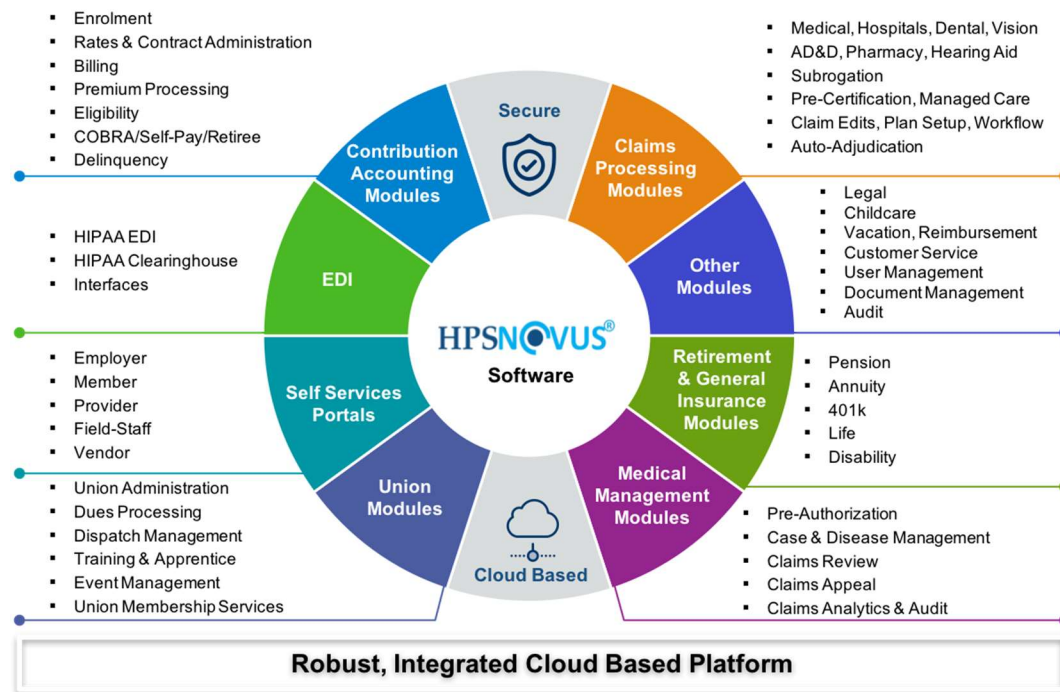 Enrolment
Rates & Contract Administration
Billing
Premium Processing
Eligibility
COBRA/Self-Pay/Retiree
Delinquency
HIPAA EDI
HIPAA Clearinghouse
Interfaces
Employer
Member
Provider
Field-Staff
Vendor
Union Administration
Dues Processing
Dispatch Management
Training & Apprentice
Event Management
Union Membership Services
Secure
Contribution
Accounting
Modules
EDI
Self Services
Portals
Union
Modules
Cloud Based
Claims
Processing
Modules
Other
Modules
Retirement
& General
Insurance
Modules
Medical
Management
Modules
HPSNOVUS®
Software
Medical, Hospitals, Dental, Vision
AD&D, Pharmacy, Hearing Aid
Subrogation
Pre-Certification, Managed Care
Claim Edits, Plan Setup, Workflow
Auto-Adjudication
Legal
Childcare
Vacation, Reimbursement
Customer Service
User Management
Document Management
Audit
Pension
Annuity
401k
Life
Disability
Pre-Authorization
Case & Disease Management
Claims Review
Claims Appeal
Claims Analytics & Audit
Robust, Integrated Cloud Based Platform